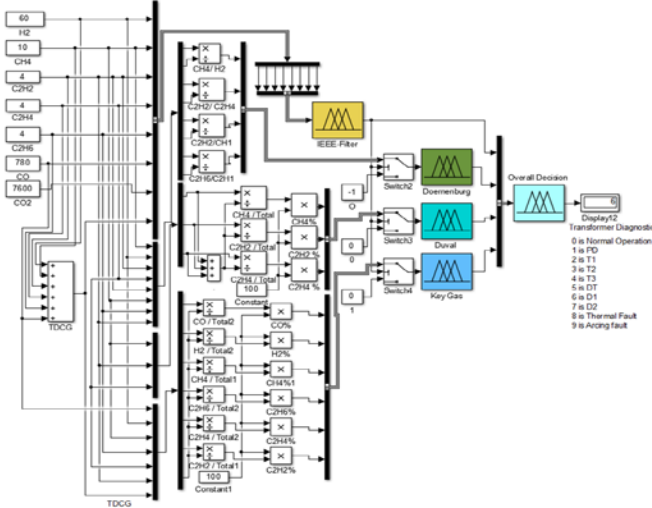 60
H2
10
CH4
4
C2H2
4
C2H4
4
C2H6
780
CO
7600
CO2
TDCG
TDCG
CH4/ H2
C2H2/ C2H4
C2H2/CH1
C2H6/C2H1
CH4 / Total
C2H2 / Total
C2H4 / Total
100
Constant
CH4%
C2H2 %
C2H4 %
CO / Total2
H2 / Total2
CH4 / Total1
C2H6 / Total2
C2H4 / Total2
C2H2 / Total1
100
Constant1
CO%
H2%
CH4%1
C2H6%
C2H4%
C2H2%
IEEE-Filter
-1
O
0
0
0
1
Switch2
Switch3
Switch4
Doernenburg
Duval
Key Gas
Overall Decision
6
Display12
Transformer Diagnostic
0 is Normal Operation
1 is PD
2 is T1
3 is T2
4 is T3
5 is DT
6 is D1
7 is D2
8 is Thermal Fault
9 is Arcing fault